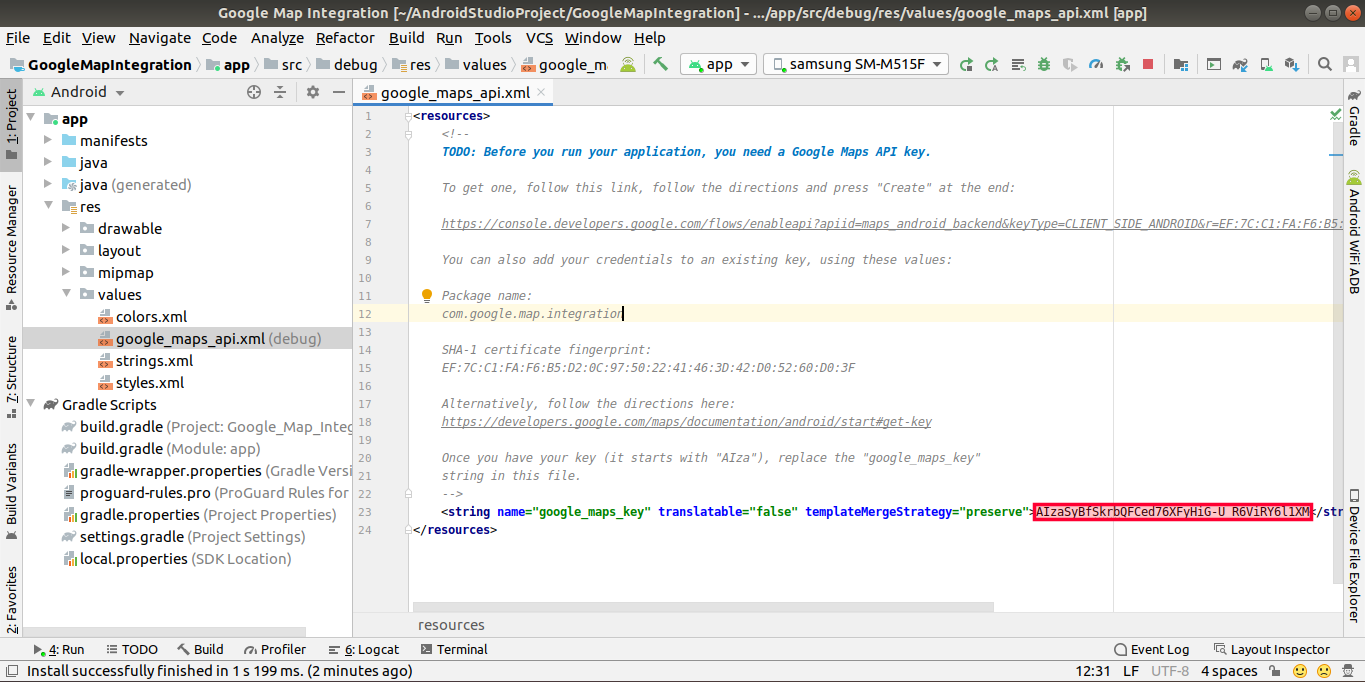 Google Map Integration [~/AndroidStudioProject/GoogleMapIntegration] - .../app/src/debug/res/values/google_maps_api.xml [app]
File Edit View Navigate Code Analyze Refactor Build Run Tools VCS Window Help
GoogleMapIntegration app src debug res values google_m app samsung SM-M515F
Android
google_maps_api.xml
1: Project
Resource Manager
7: Structure
Build Variants
2: Favorites
app
manifests
java
java (generated)
res
drawable
layout
mipmap
values
colors.xml
google_maps_api.xml (debug)
strings.xml
styles.xml
Gradle Scripts
build.gradle (Project: Google_Map_Integ
build.gradle (Module: app)
gradle-wrapper.properties (Gradle Versi
proguard-rules.pro (ProGuard Rules for
gradle.properties (Project Properties)
settings.gradle (Project Settings)
local.properties (SDK Location)
1 <resources>
2 <!--
3 TODO: Before you run your application, you need a Google Maps API key.
4
5 To get one, follow this link, follow the directions and press "Create" at the end:
6
7 https://console.developers.google.com/flows/enableapi?apiid=maps_android_backend&keyType=CLIENT_SIDE_ANDROID&r=EF:7C:C1:FA:F6:B5:
8
9 You can also add your credentials to an existing key, using these values:
10
11 Package name:
12 com.google.map.integration
13
14 SHA-1 certificate fingerprint:
15 EF:7C:C1:FA:F6:B5:D2:0C:97:50:22:41:46:3D:42:D0:52:60:D0:3F
16
17 Alternatively, follow the directions here:
18 https://developers.google.com/maps/documentation/android/start#get-key
19
20 Once you have your key (it starts with "AIza"), replace the "google_maps_key"
21 string in this file.
22 -->
23 <string name="google_maps_key" translatable="false" templateMergeStrategy="preserve">AIzaSyBfSkrbQFCed76XFyHiG-U R6ViRY6l1XM</str
24 </resources>
resources
Gradle
Android WiFi ADB
Device File Explorer
4: Run TODO Build Profiler 6: Logcat Terminal Event Log Layout Inspector
Install successfully finished in 1 s 199 ms. (2 minutes ago) 12:31 LF UTF-8 4 spaces